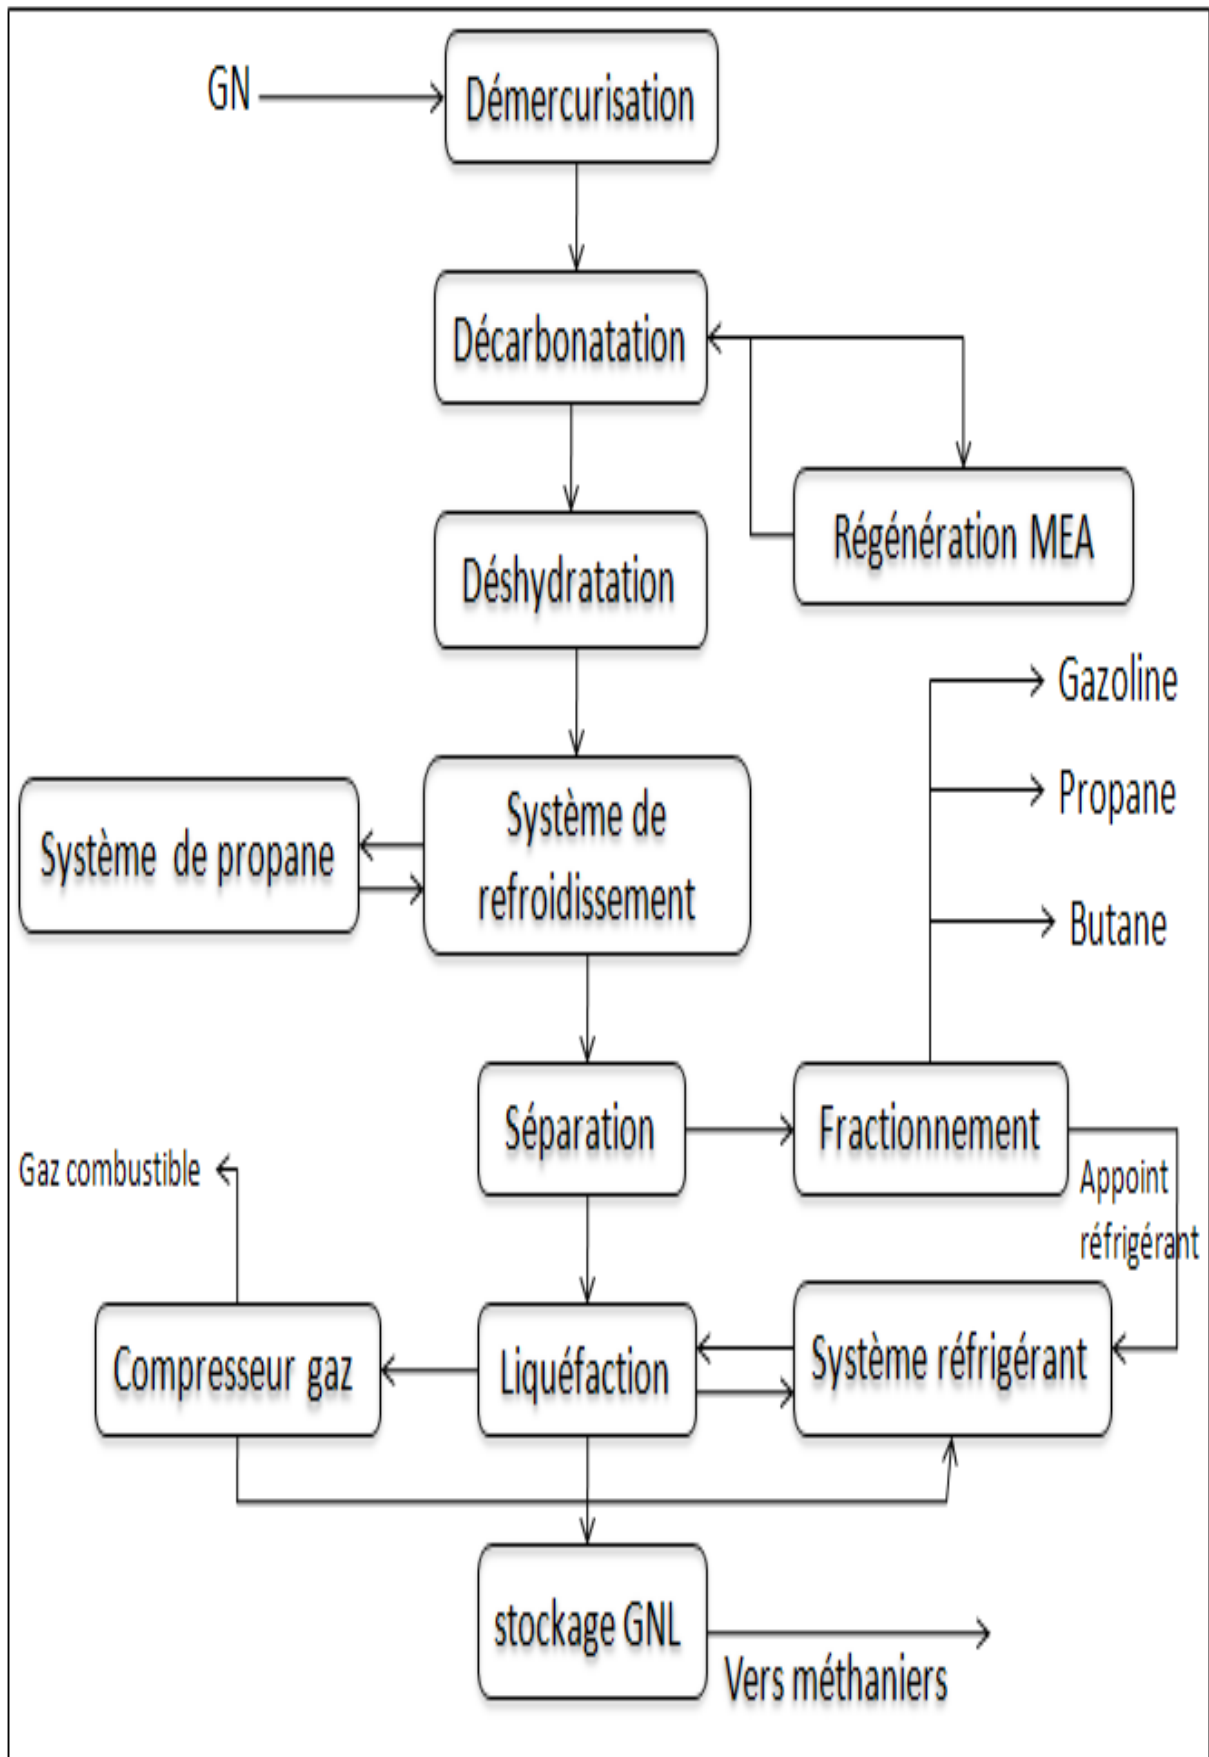 GN
Démercurisation
Décarbonatation
Régénération MEA
Déshydratation
Gazoline
Propane
Butane
Système de propane
Système de
refroidissement
Séparation
Fractionnement
Gaz combustible
Appoint
réfrigérant
Compresseur gaz
Liquéfaction
Système réfrigérant
stockage GNL
Vers méthaniers